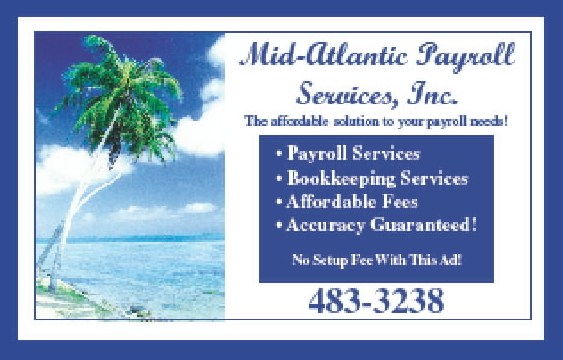 Mid-Atlantic Payroll
Services, Inc.
The affordable solution to your payroll needs!
• Payroll Services
• Bookkeeping Services
• Affordable Fees
• Accuracy Guaranteed!
No Setup Fee With This Ad!
483-3238